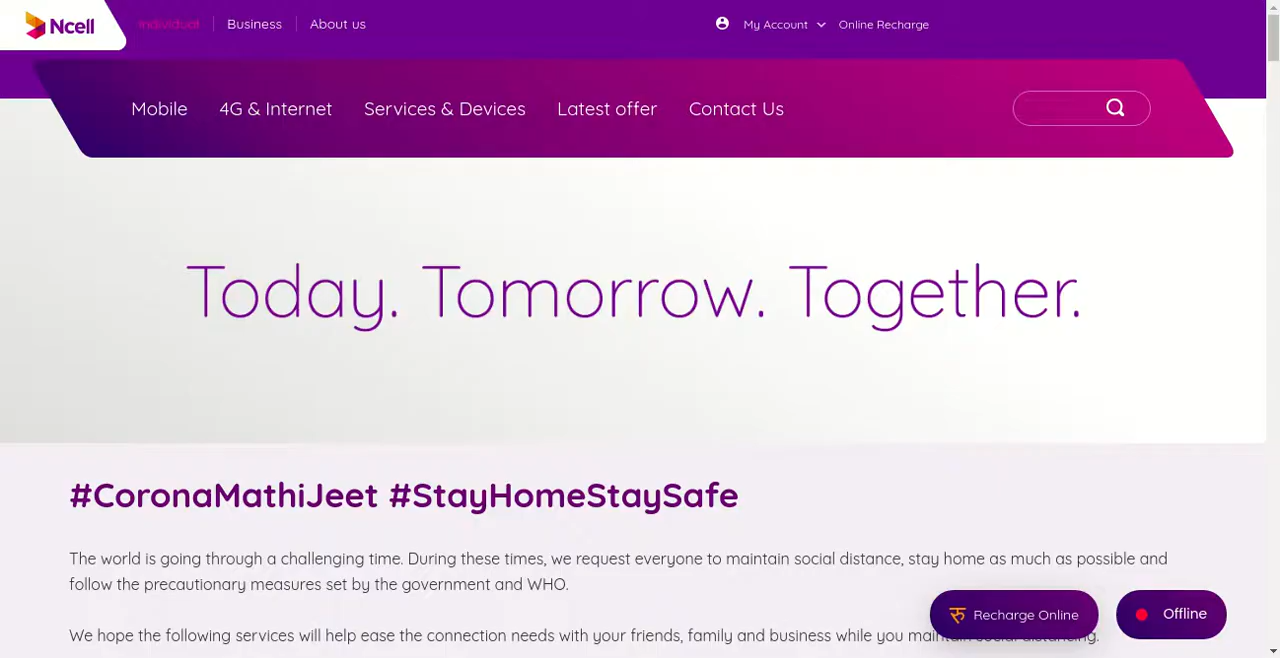 Ncell
Individual
Business
About us
My Account
Online Recharge
Mobile
4G & Internet
Services & Devices
Latest offer
Contact Us
Today. Tomorrow. Together.
#CoronaMathiJeet #StayHomeStaySafe
The world is going through a challenging time. During these times, we request everyone to maintain social distance, stay home as much as possible and
follow the precautionary measures set by the government and WHO.
रु Recharge Online
Offline
We hope the following services will help ease the connection needs with your friends, family and business while you maintain social distancing.